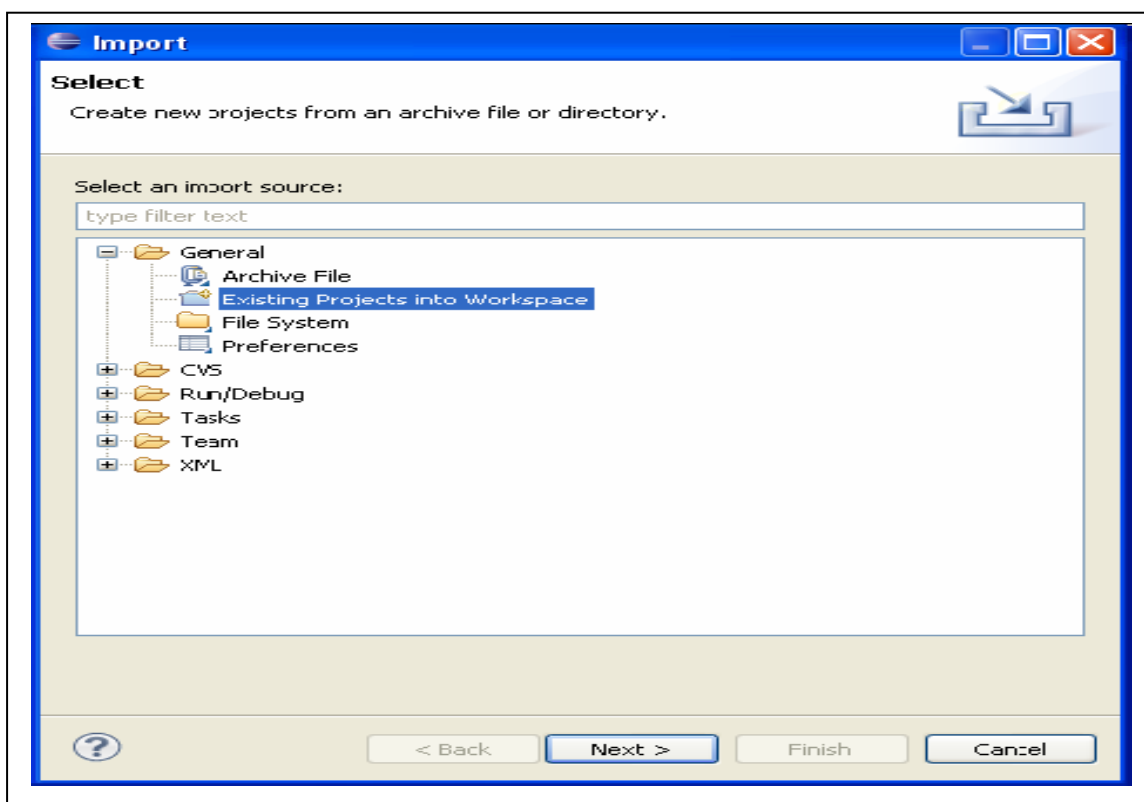 Import
Select
Create new projects from an archive file or directory.
Select an import source:
type filter text
General
Archive File
Existing Projects into Workspace
File System
Preferences
CVS
Run/Debug
Tasks
Team
XML
?
< Back Next > Finish Cancel